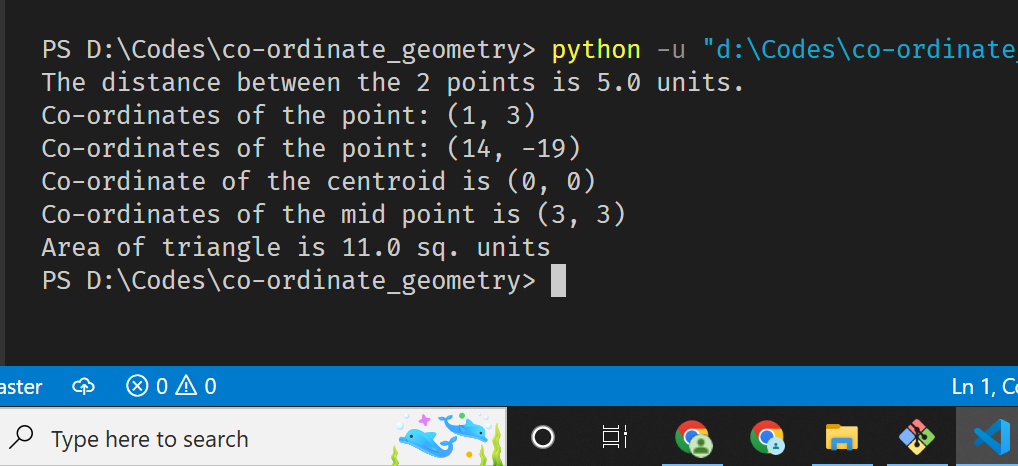 PS D:\Codes\co-ordinate_geometry> python -u "d:\Codes\co-ordinate_
The distance between the 2 points is 5.0 units.
Co-ordinates of the point: (1, 3)
Co-ordinates of the point: (14, -19)
Co-ordinate of the centroid is (0, 0)
Co-ordinates of the mid point is (3, 3)
Area of triangle is 11.0 sq. units
PS D:\Codes\co-ordinate_geometry>
aster 0 0 Ln 1, Co
Type here to search